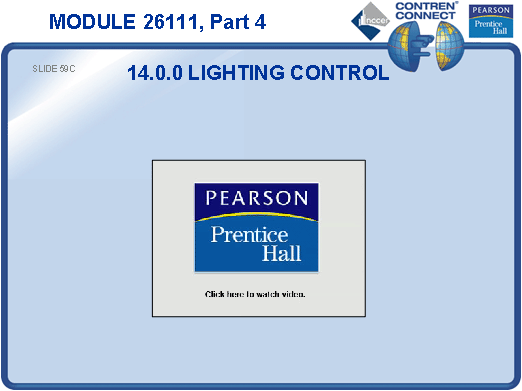 MODULE 26111, Part 4
nccer
CONTREN®
CONNECT
PEARSON
Prentice
Hall
SLIDE 59C
14.0.0 LIGHTING CONTROL
PEARSON
Prentice
Hall
Click here to watch video.